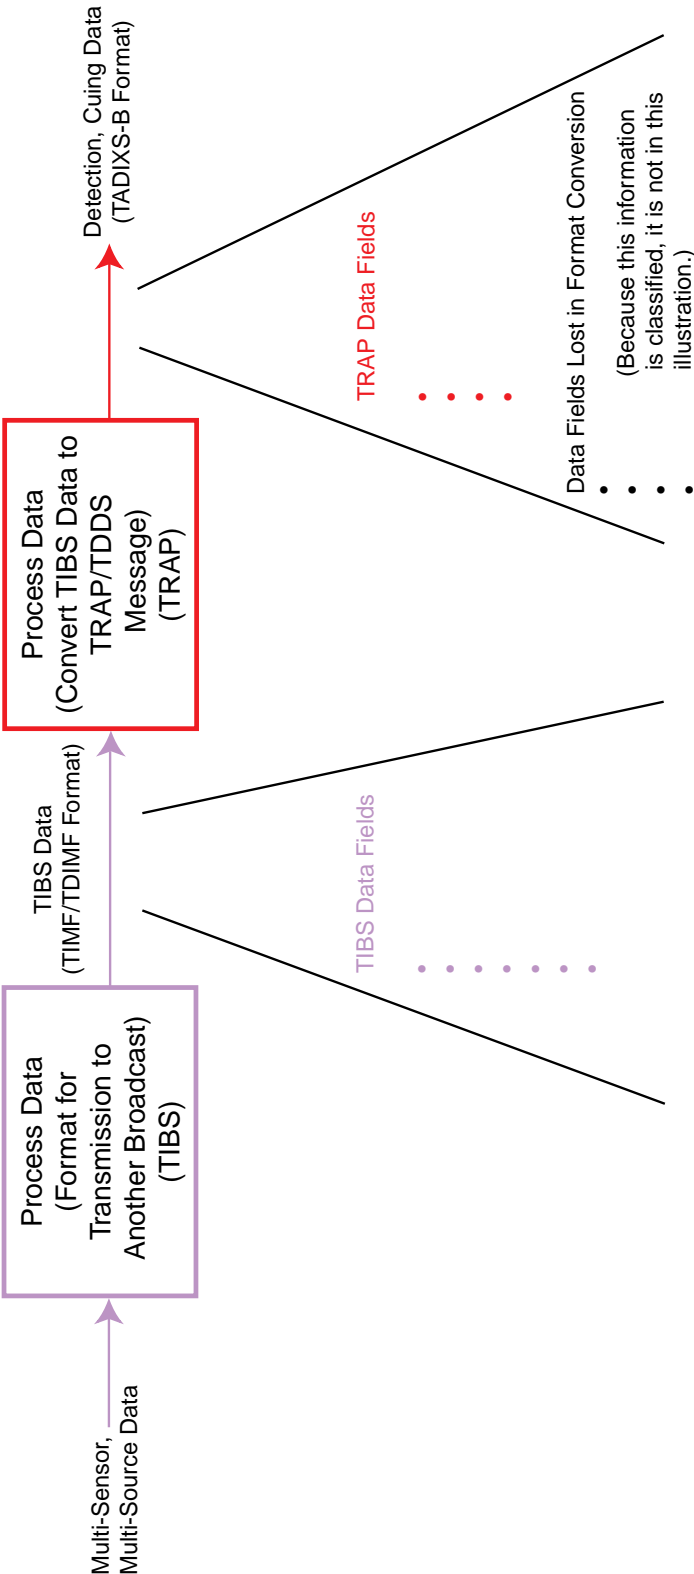 Multi-Sensor,
Multi-Source Data
Process Data
(Format for
Transmission to
Another Broadcast)
(TIBS)
TIBS Data
(TIMF/TDIMF Format)
Process Data
(Convert TIBS Data to
TRAP/TDDS
Message)
(TRAP)
Detection, Cuing Data
(TADIXS-B Format)
TIBS Data Fields
TRAP Data Fields
Data Fields Lost in Format Conversion
(Because this information
is classified, it is not in this
illustration.)